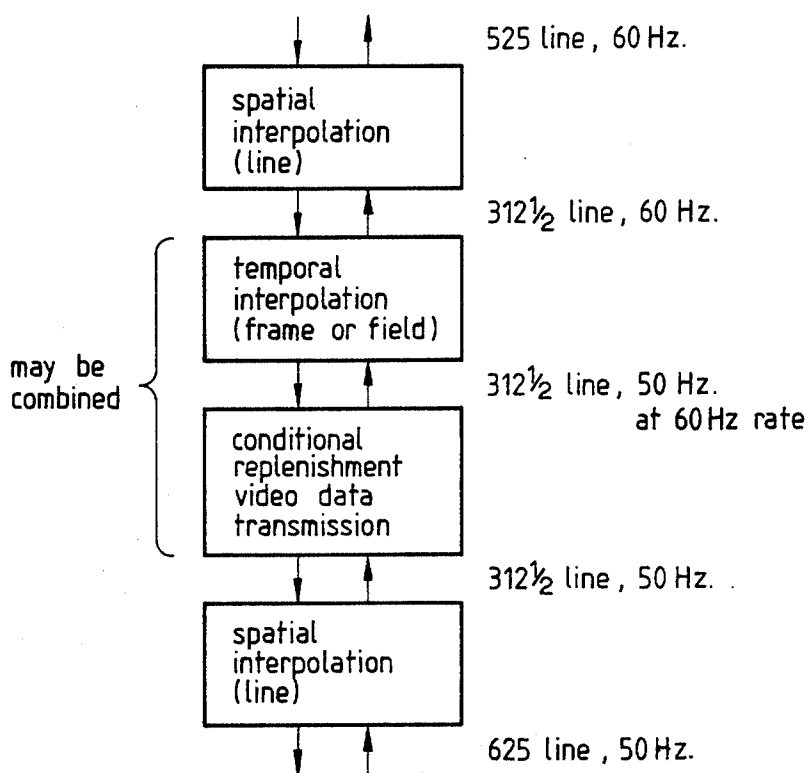 525 line, 60 Hz.
spatial
interpolation
(line)
312½ line, 60 Hz.
temporal
interpolation
(frame or field)
may be
combined
312½ line, 50 Hz.
at 60 Hz rate
conditional
replenishment
video data
transmission
312½ line, 50 Hz.
spatial
interpolation
(line)
625 line, 50 Hz.